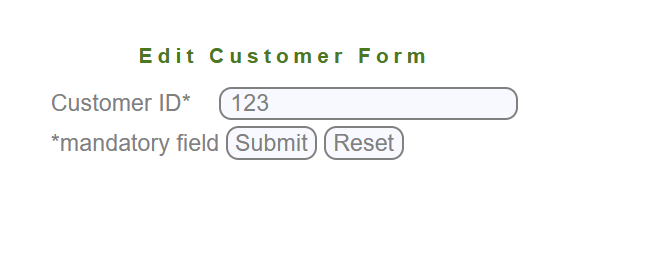 Edit Customer Form
Customer ID* 123
*mandatory field Submit Reset